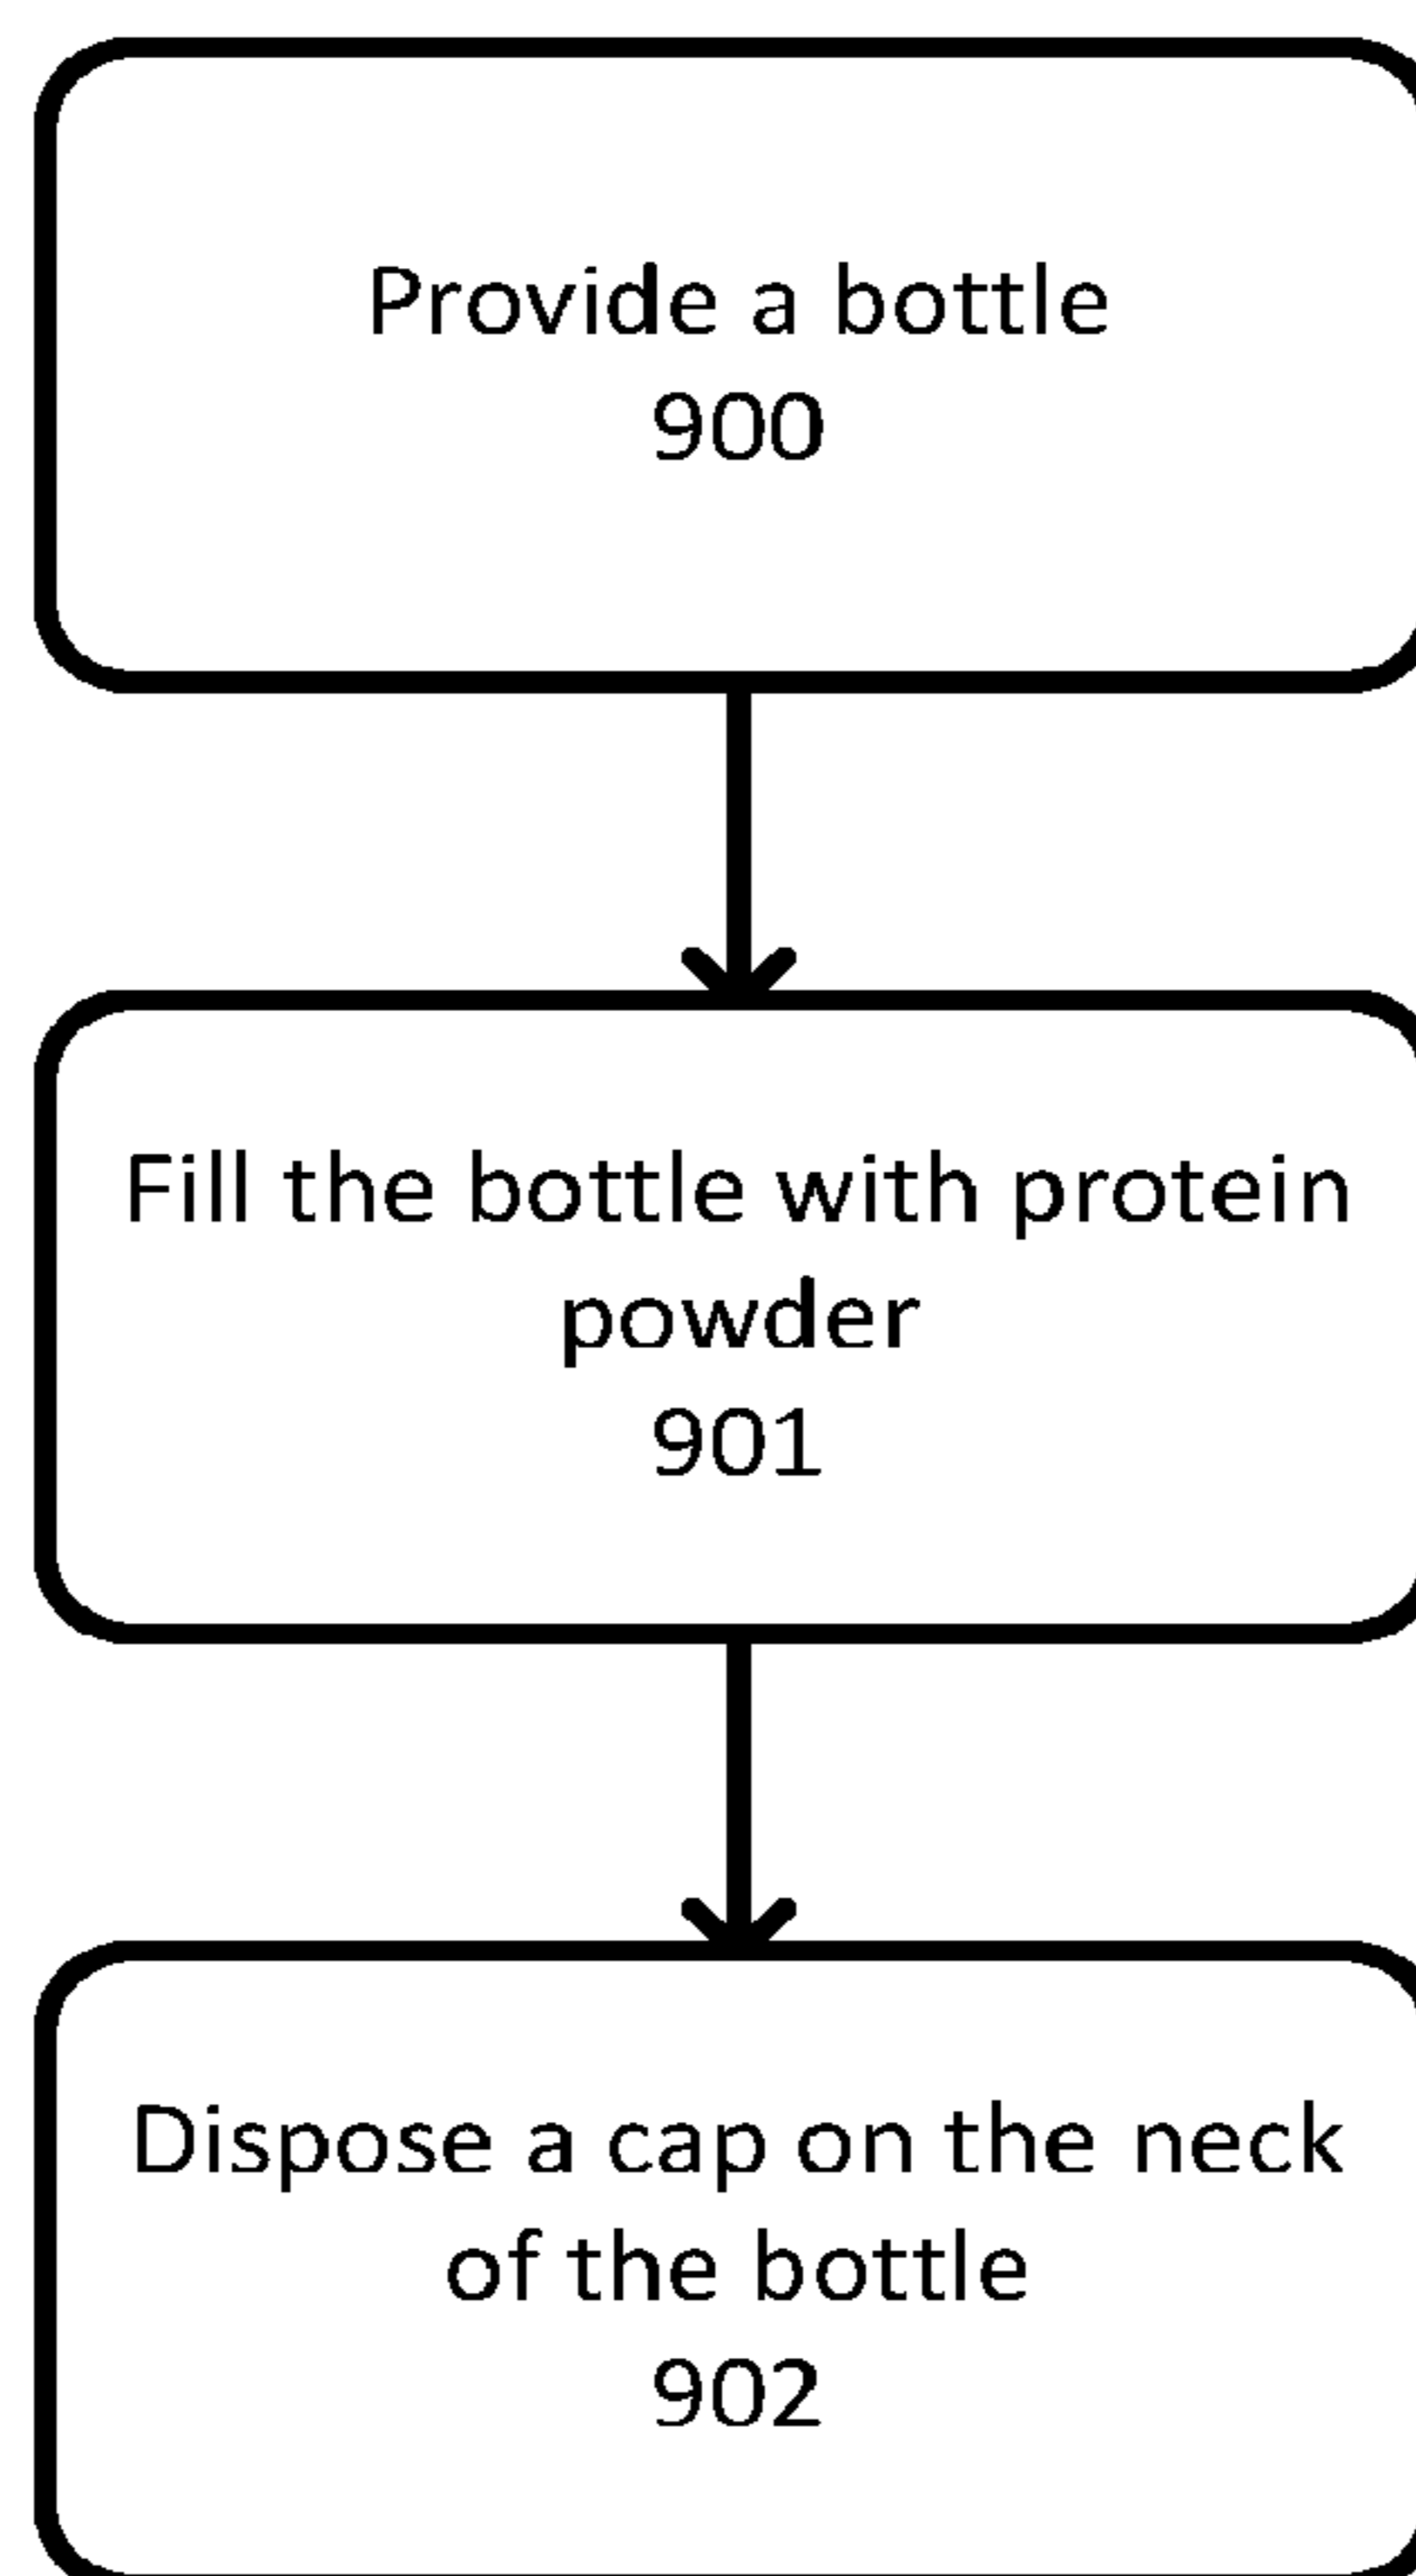 Provide a bottle
900
Fill the bottle with protein
powder
901
Dispose a cap on the neck
of the bottle
902